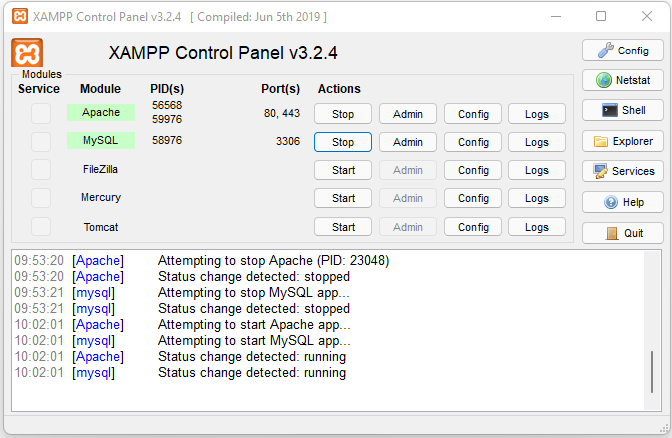 XAMPP Control Panel v3.2.4 [ Compiled: Jun 5th 2019 ]
XAMPP Control Panel v3.2.4
Config
Modules
Service Module PID(s) Port(s) Actions
Netstat
Apache 56568 59976 80, 443 Stop Admin Config Logs
Shell
MySQL 58976 3306 Stop Admin Config Logs
Explorer
FileZilla Start Admin Config Logs
Services
Mercury Start Admin Config Logs
Help
Tomcat Start Admin Config Logs
Quit
09:53:20 [Apache] Attempting to stop Apache (PID: 23048)
09:53:20 [Apache] Status change detected: stopped
09:53:21 [mysql] Attempting to stop MySQL app...
09:53:21 [mysql] Status change detected: stopped
10:02:01 [Apache] Attempting to start Apache app...
10:02:01 [mysql] Attempting to start MySQL app...
10:02:01 [Apache] Status change detected: running
10:02:01 [mysql] Status change detected: running